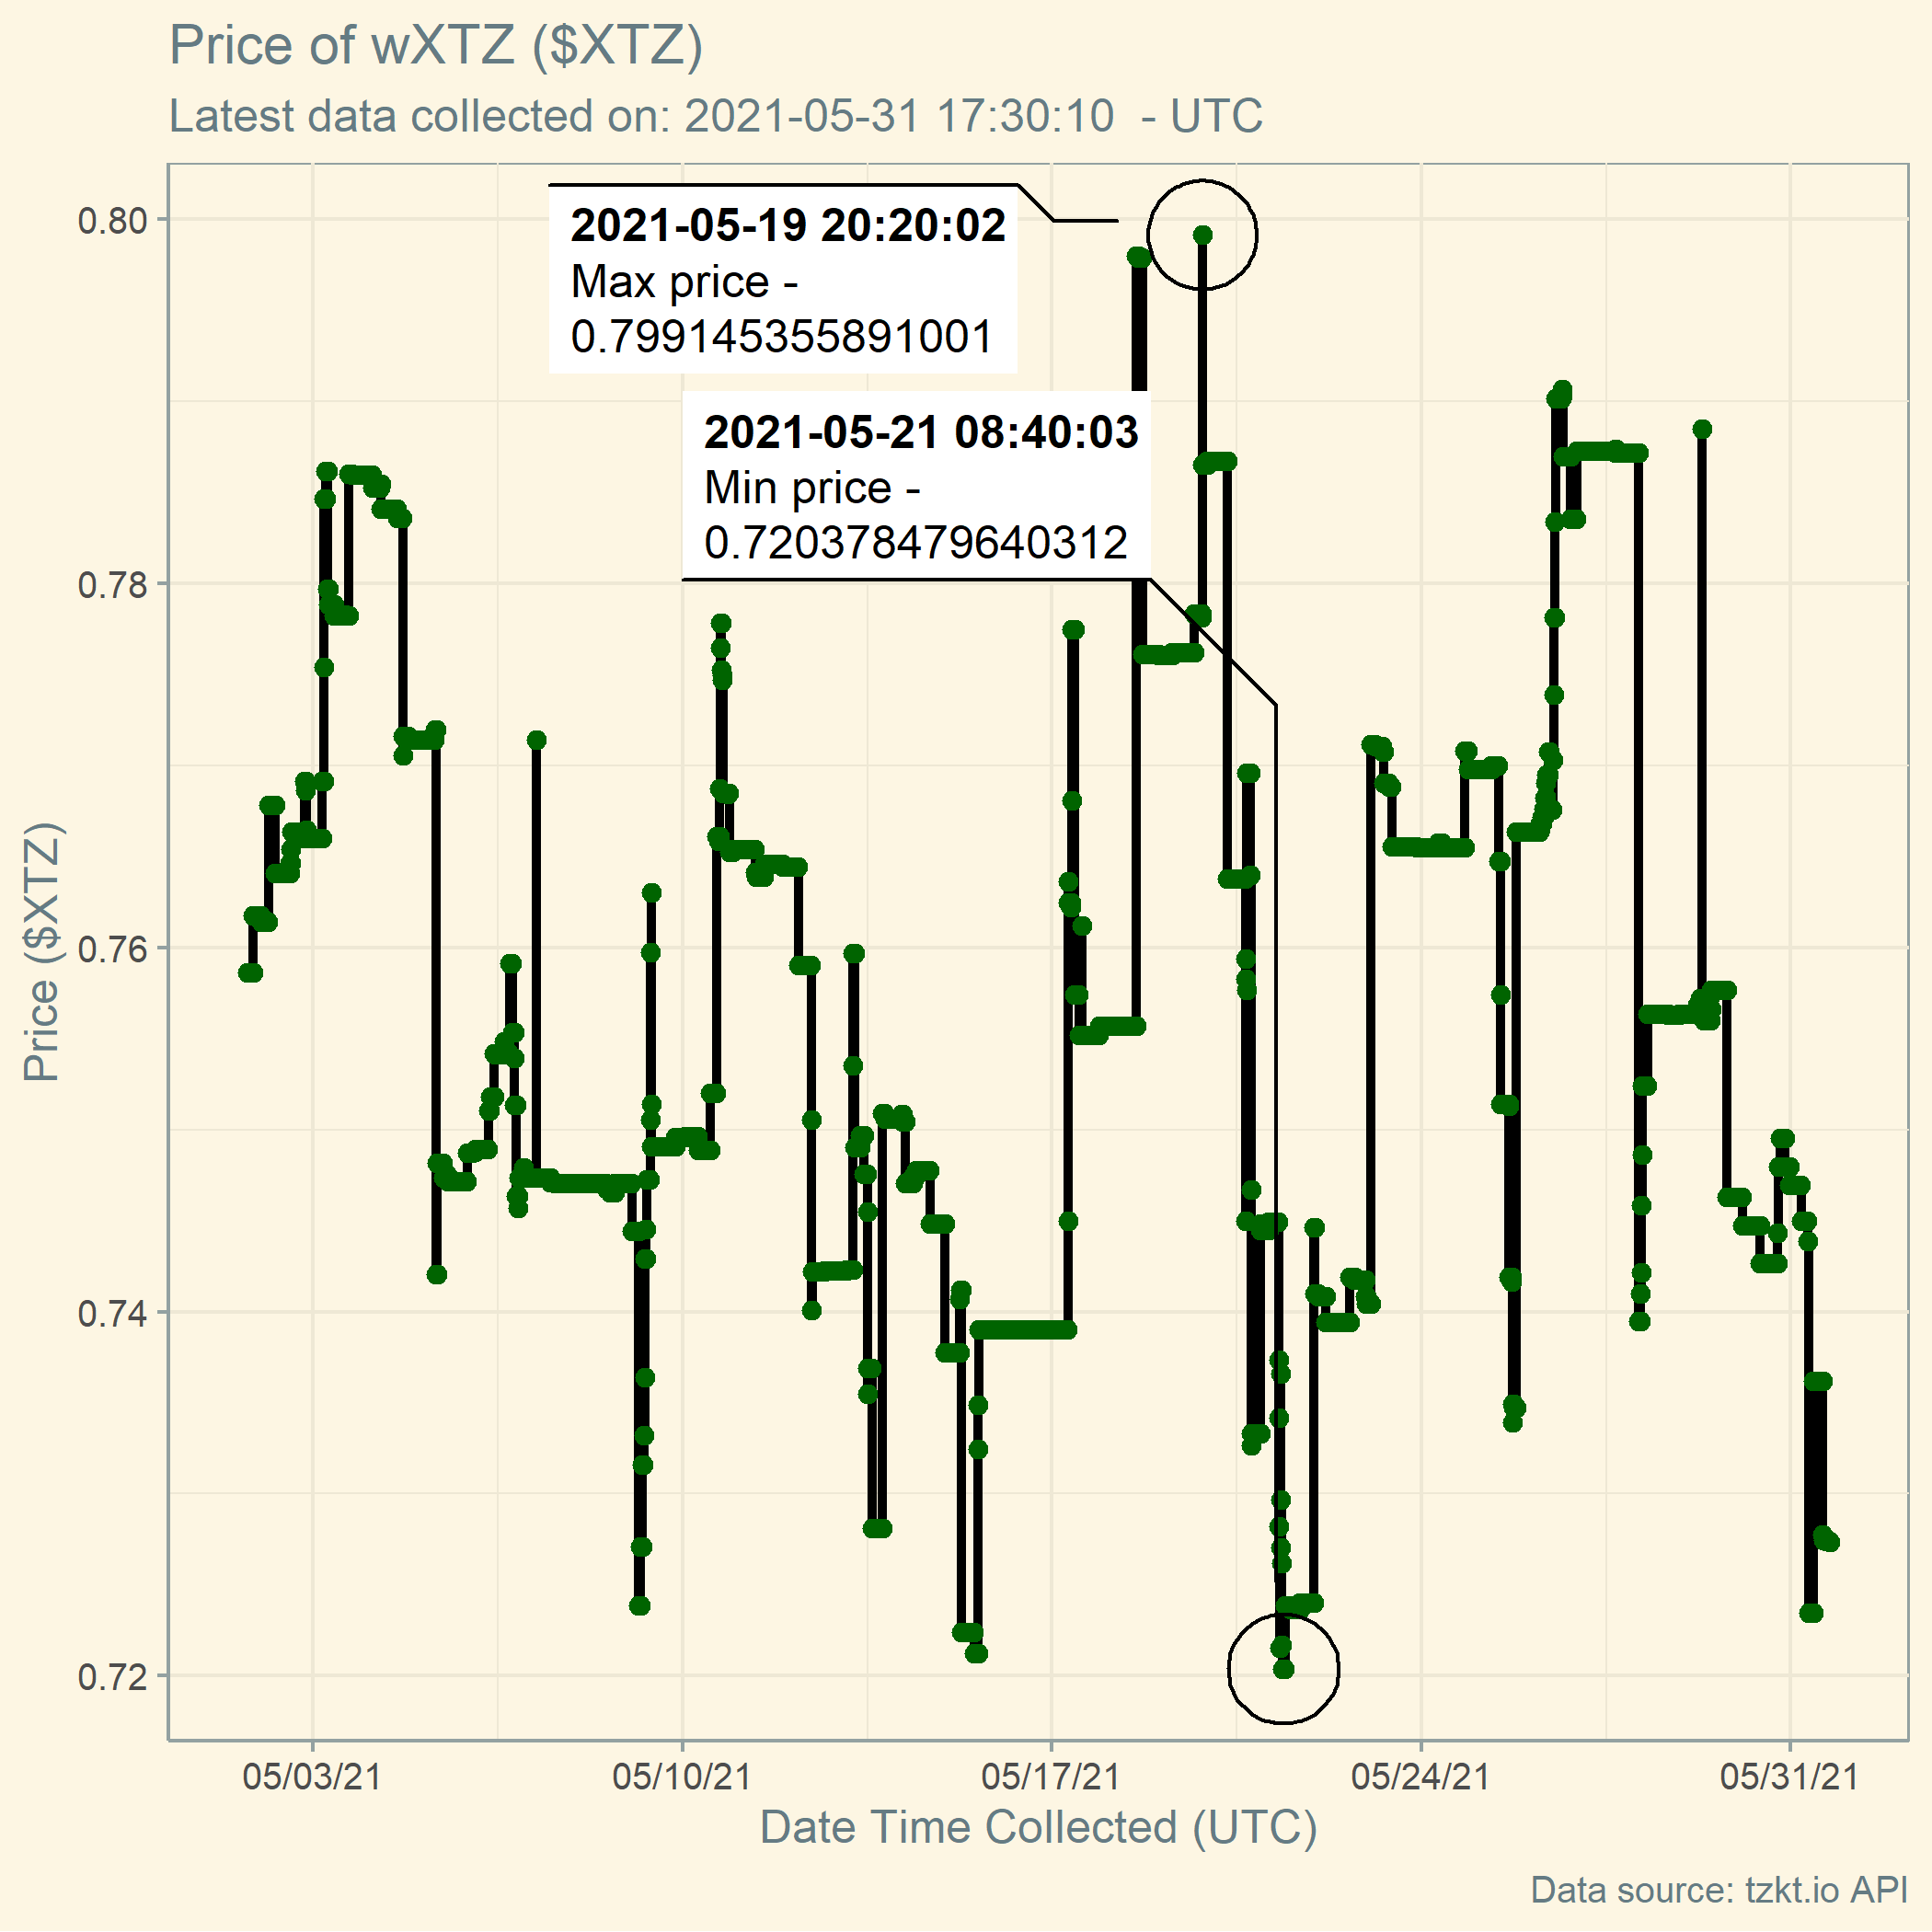 Price of wXTZ ($XTZ)
Latest data collected on: 2021-05-31 17:30:10  - UTC
2021-05-19 20:20:02
Max price -
0.799145355891001
2021-05-21 08:40:03
Min price -
0.720378479640312
Price ($XTZ)
0.80
0.78
0.76
0.74
0.72
05/03/21
05/10/21
05/17/21
05/24/21
05/31/21
Date Time Collected (UTC)
Data source: tzkt.io API